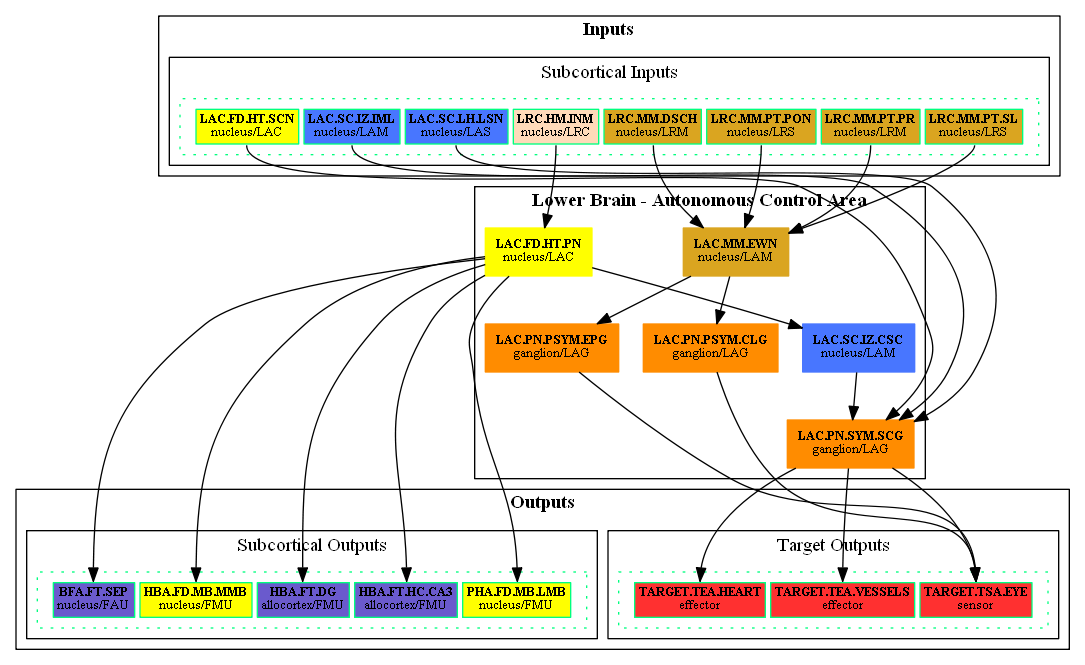 Inputs
Subcortical Inputs
LAC.FD.HT.SCN
nucleus/LAC
LAC.SC.IZ.IML
nucleus/LAM
LAC.SC.LH.LSN
nucleus/LAS
LRC.HM.INM
nucleus/LRC
LRC.MM.DSCH
nucleus/LRM
LRC.MM.PT.PON
nucleus/LRS
LRC.MM.PT.PR
nucleus/LRM
LRC.MM.PT.SL
nucleus/LRS
Lower Brain - Autonomous Control Area
LAC.FD.HT.PN
nucleus/LAC
LAC.MM.EWN
nucleus/LAM
LAC.PN.PSYM.EPG
ganglion/LAG
LAC.PN.PSYM.CLG
ganglion/LAG
LAC.SC.IZ.CSC
nucleus/LAM
LAC.PN.SYM.SCG
ganglion/LAG
Outputs
Subcortical Outputs
BFA.FT.SEP
nucleus/FAU
HBA.FD.MB.MMB
nucleus/FMU
HBA.FT.DG
allocortex/FMU
HBA.FT.HC.CA3
allocortex/FMU
PHA.FD.MB.LMB
nucleus/FMU
Target Outputs
TARGET.TEA.HEART
effector
TARGET.TEA.VESSELS
effector
TARGET.TSA.EYE
sensor